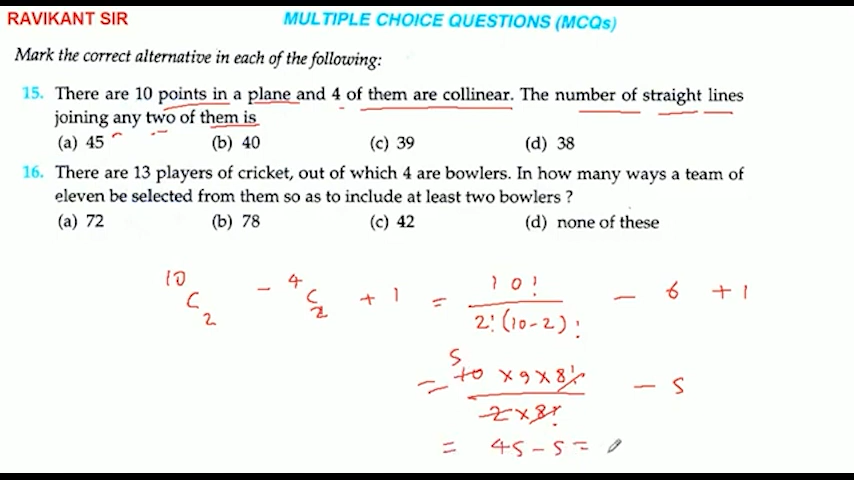 RAVIKANT SIR
MULTIPLE CHOICE QUESTIONS (MCQs)
Mark the correct alternative in each of the following:
15. There are 10 points in a plane and 4 of them are collinear. The number of straight lines
joining any two of them is
(a) 45 (b) 40 (c) 39 (d) 38
16. There are 13 players of cricket, out of which 4 are bowlers. In how many ways a team of
eleven be selected from them so as to include at least two bowlers ?
(a) 72 (b) 78 (c) 42 (d) none of these
¹⁰C₂ - ⁴C₂ + 1 = 10! / 2!(10-2)! - 6 + 1
= 5 10 × 9 × 8! / 2 × 8! - 5
= 45 - 5 =